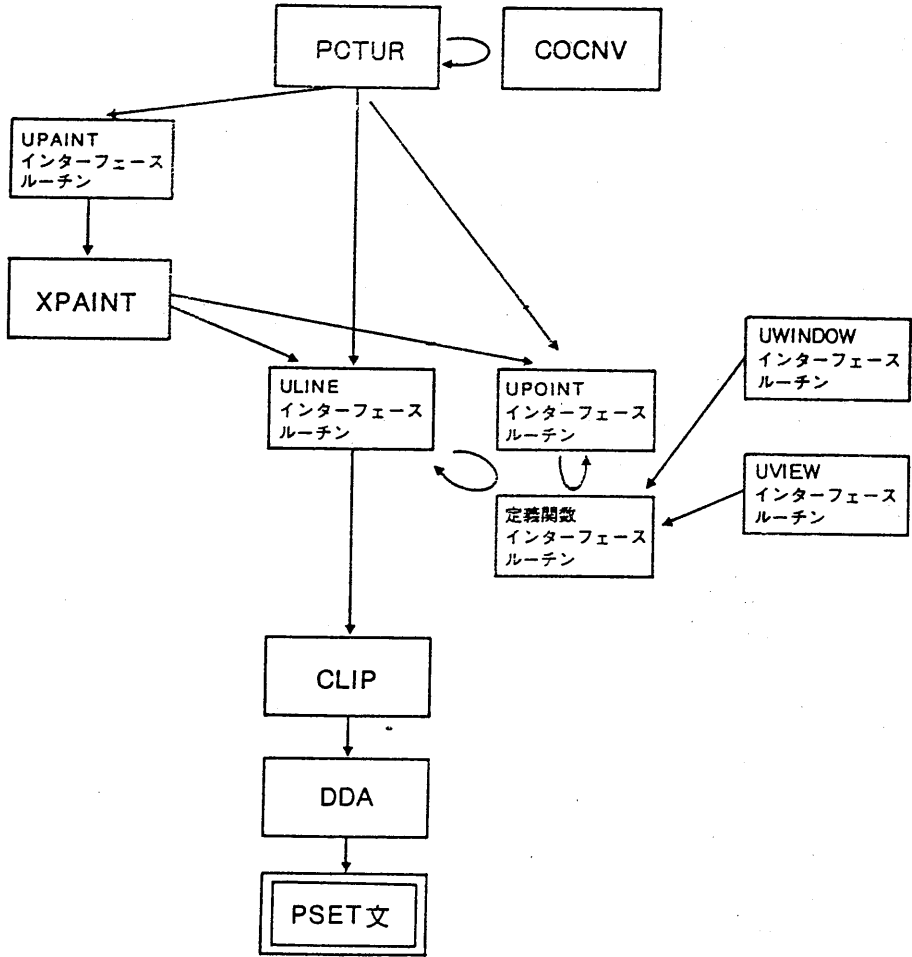 PCTUR
COCNV
UPAINT
インターフェース
ルーチン
XPAINT
ULINE
インターフェース
ルーチン
UPOINT
インターフェース
ルーチン
UWINDOW
インターフェース
ルーチン
UVIEW
インターフェース
ルーチン
定義関数
インターフェース
ルーチン
CLIP
DDA
PSET文